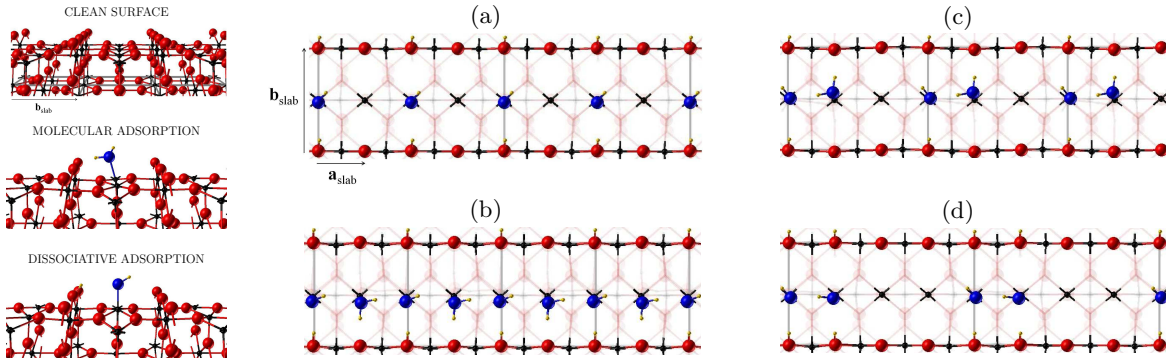 CLEAN SURFACE
b_slab
MOLECULAR ADSORPTION
DISSOCIATIVE ADSORPTION
(a)
b_slab
a_slab
(b)
(c)
(d)